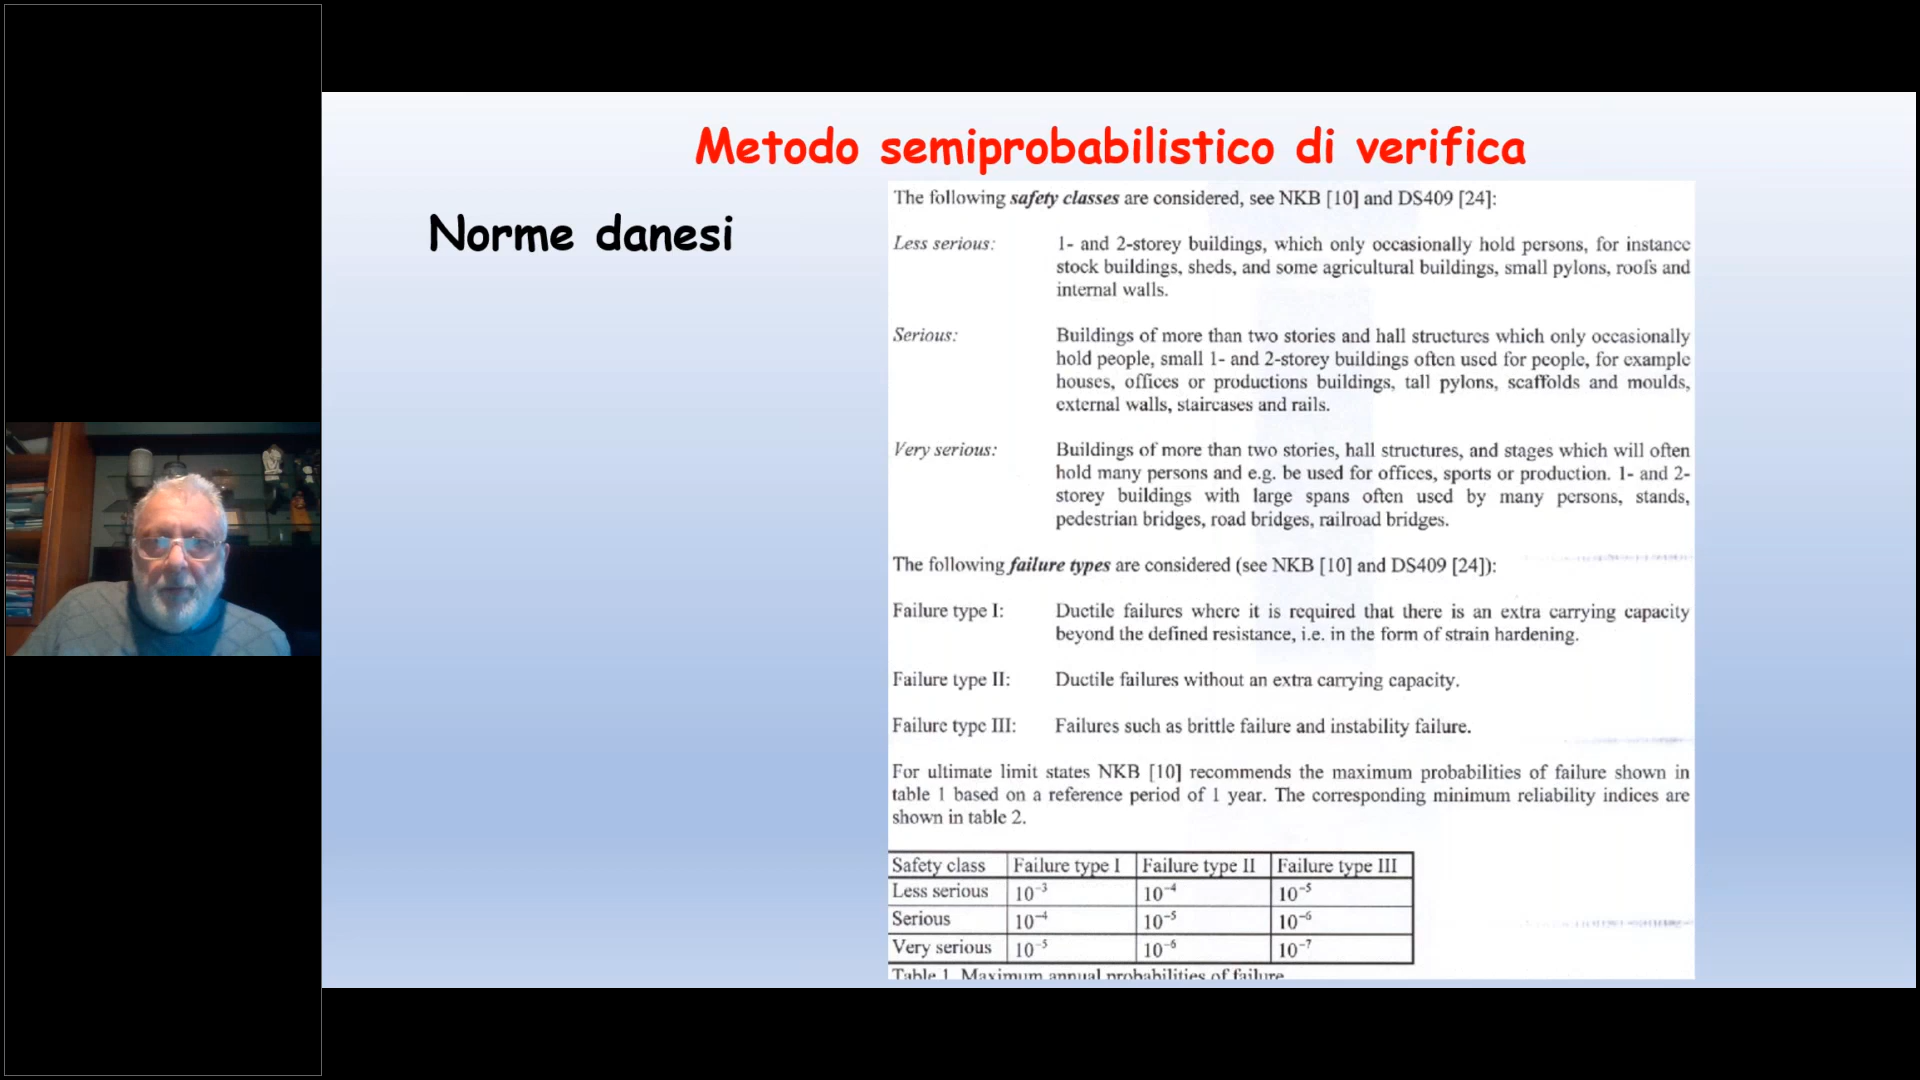 Metodo semiprobabilistico di verifica
Norme danesi
The following safety classes are considered, see NKB [10] and DS409 [24]:
Less serious: 1- and 2-storey buildings, which only occasionally hold persons, for instance
stock buildings, sheds, and some agricultural buildings, small pylons, roofs and
internal walls.
Serious: Buildings of more than two stories and hall structures which only occasionally
hold people, small 1- and 2-storey buildings often used for people, for example
houses, offices or productions buildings, tall pylons, scaffolds and moulds,
external walls, staircases and rails.
Very serious: Buildings of more than two stories, hall structures, and stages which will often
hold many persons and e.g. be used for offices, sports or production. 1- and 2-
storey buildings with large spans often used by many persons, stands,
pedestrian bridges, road bridges, railroad bridges.
The following failure types are considered (see NKB [10] and DS409 [24]):
Failure type I: Ductile failures where it is required that there is an extra carrying capacity
beyond the defined resistance, i.e. in the form of strain hardening.
Failure type II: Ductile failures without an extra carrying capacity.
Failure type III: Failures such as brittle failure and instability failure.
For ultimate limit states NKB [10] recommends the maximum probabilities of failure shown in
table 1 based on a reference period of 1 year. The corresponding minimum reliability indices are
shown in table 2.
Safety class Failure type I Failure type II Failure type III
Less serious 10⁻³ 10⁻⁴ 10⁻⁵
Serious 10⁻⁴ 10⁻⁵ 10⁻⁶
Very serious 10⁻⁵ 10⁻⁶ 10⁻⁷
Table 1. Maximum annual probabilities of failure